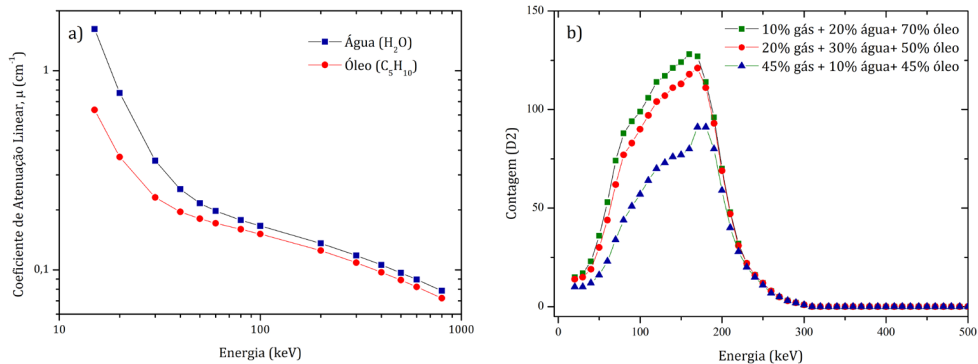 a)
Água (H₂O)
Óleo (C₅H₁₀)
Coeficiente de Atenuação Linear, μ (cm⁻¹)
1
0,1
10
100
1000
Energia (keV)
b)
10% gás + 20% água+ 70% óleo
20% gás + 30% água+ 50% óleo
45% gás + 10% água+ 45% óleo
Contagem (D2)
150
100
50
0
0
100
200
300
400
500
Energia (keV)